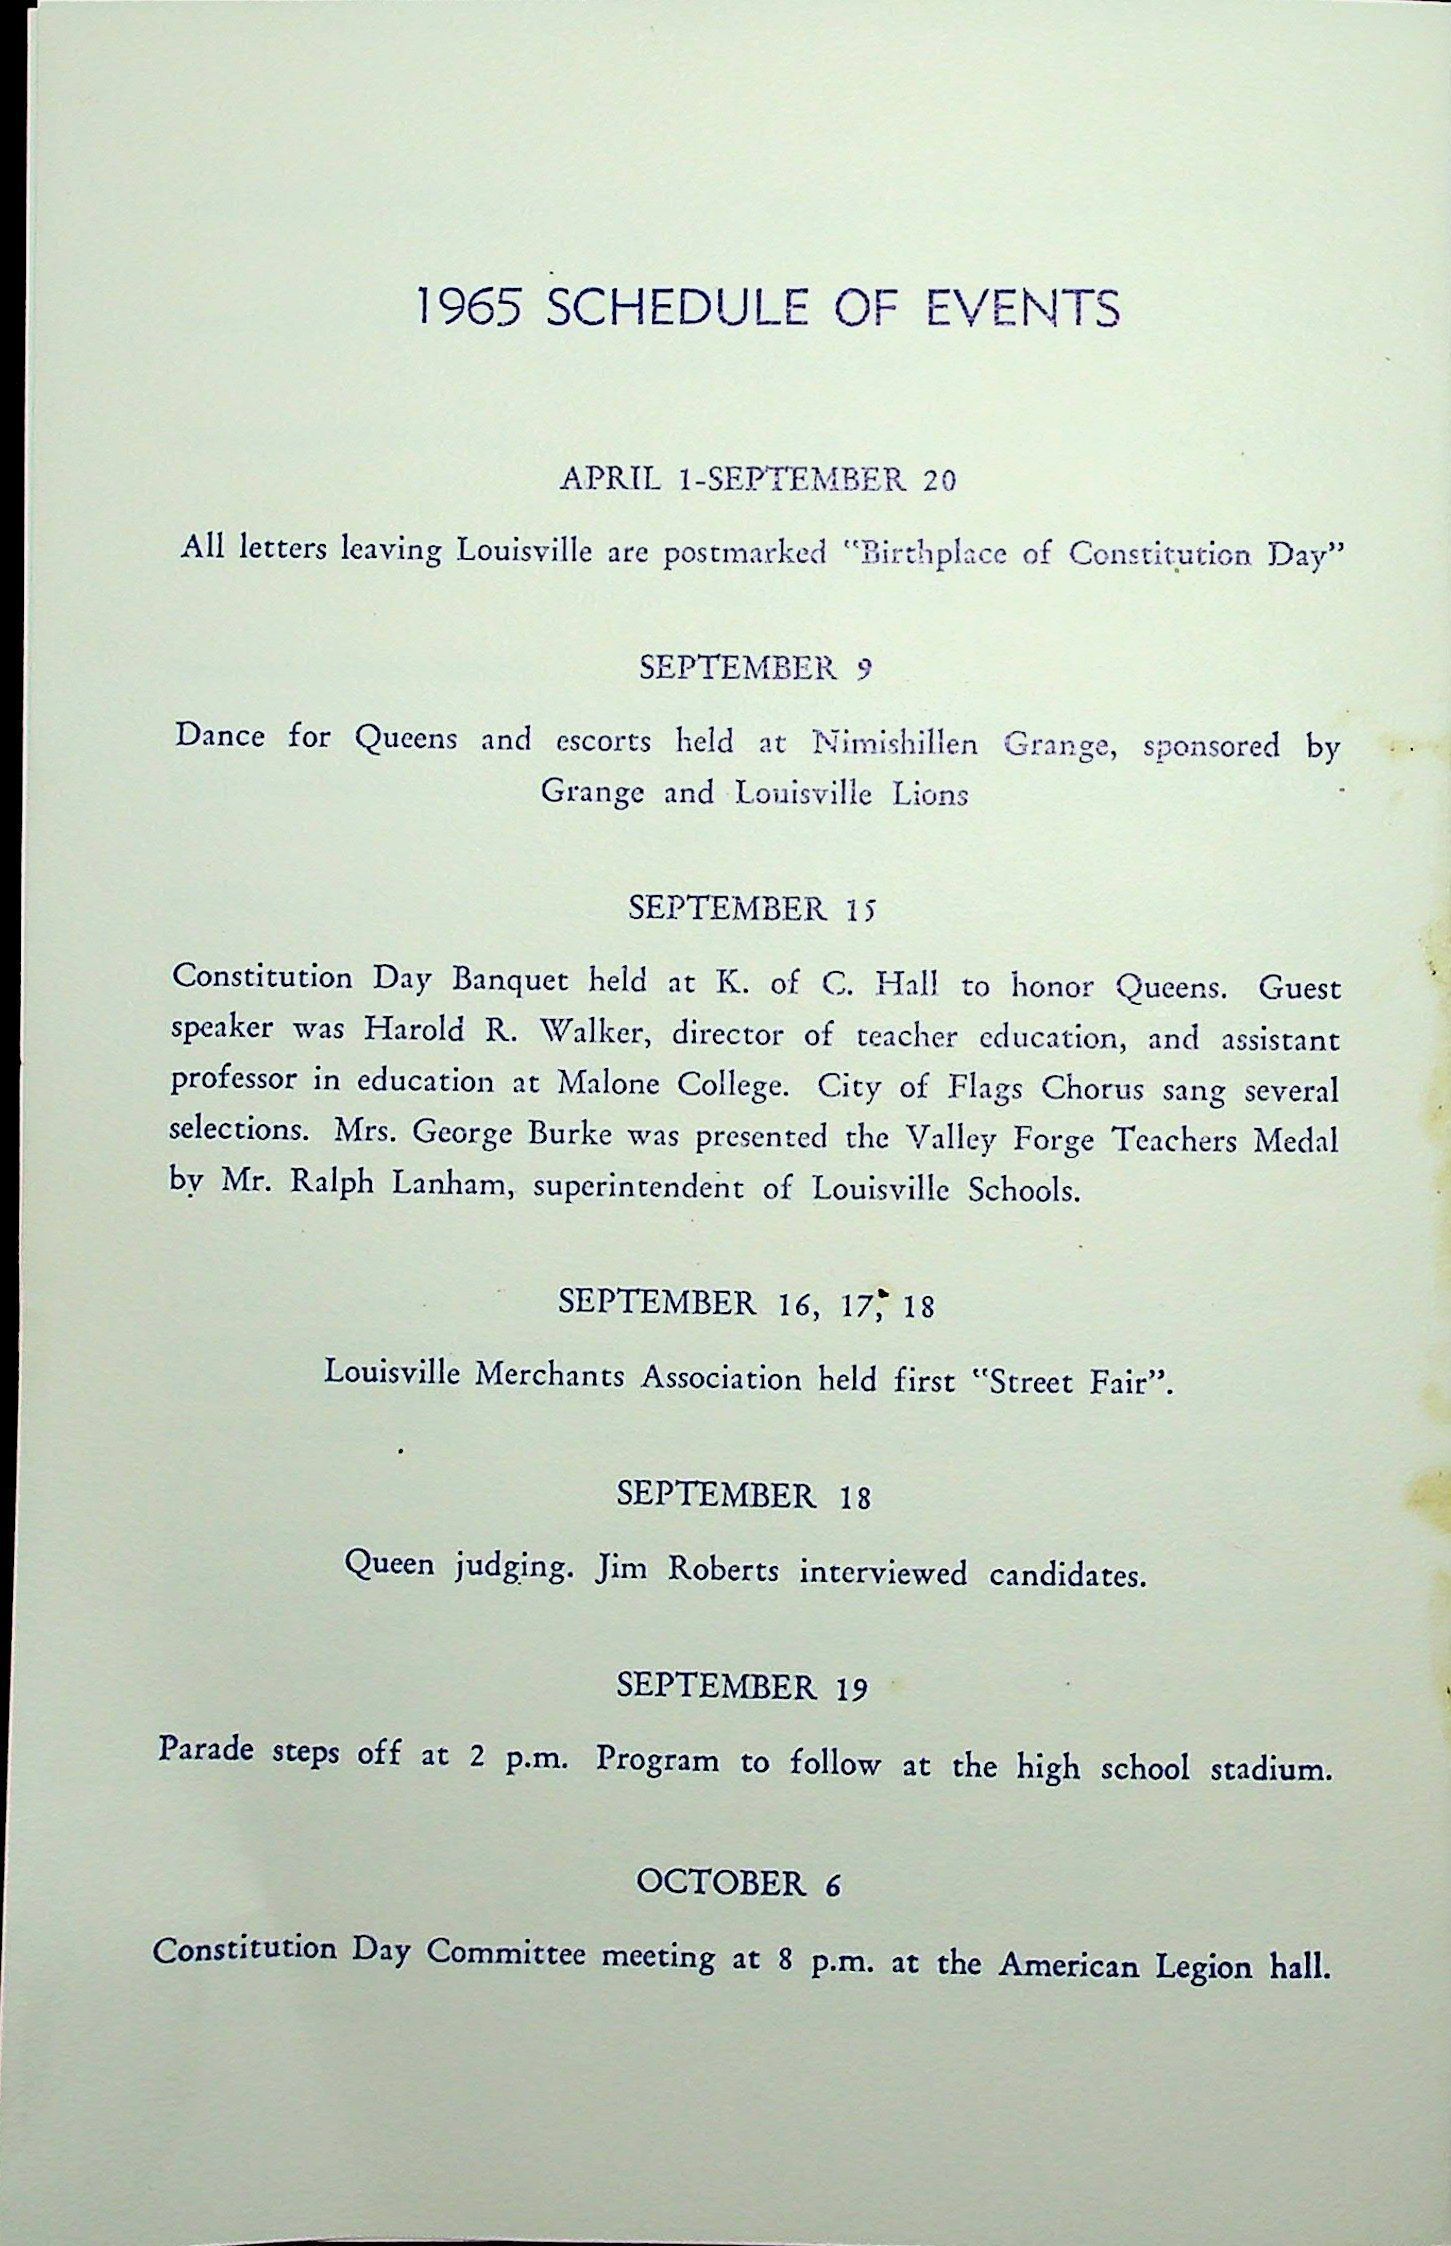 1965 SCHEDULE OF EVENTS
APRIL 1-SEPTEMBER 20
All letters leaving Louisville are postmarked "Birthplace of Constitution Day"
SEPTEMBER 9
Dance for Queens and escorts held at Nimishillen Grange, sponsored by
Grange and Louisville Lions
SEPTEMBER 15
Constitution Day Banquet held at K. of C. Hall to honor Queens. Guest
speaker was Harold R. Walker, director of teacher education, and assistant
professor in education at Malone College. City of Flags Chorus sang several
selections. Mrs. George Burke was presented the Valley Forge Teachers Medal
by Mr. Ralph Lanham, superintendent of Louisville Schools.
SEPTEMBER 16, 17, 18
Louisville Merchants Association held first "Street Fair".
SEPTEMBER 18
Queen judging. Jim Roberts interviewed candidates.
SEPTEMBER 19
Parade steps off at 2 p.m. Program to follow at the high school stadium.
OCTOBER 6
Constitution Day Committee meeting at 8 p.m. at the American Legion hall.